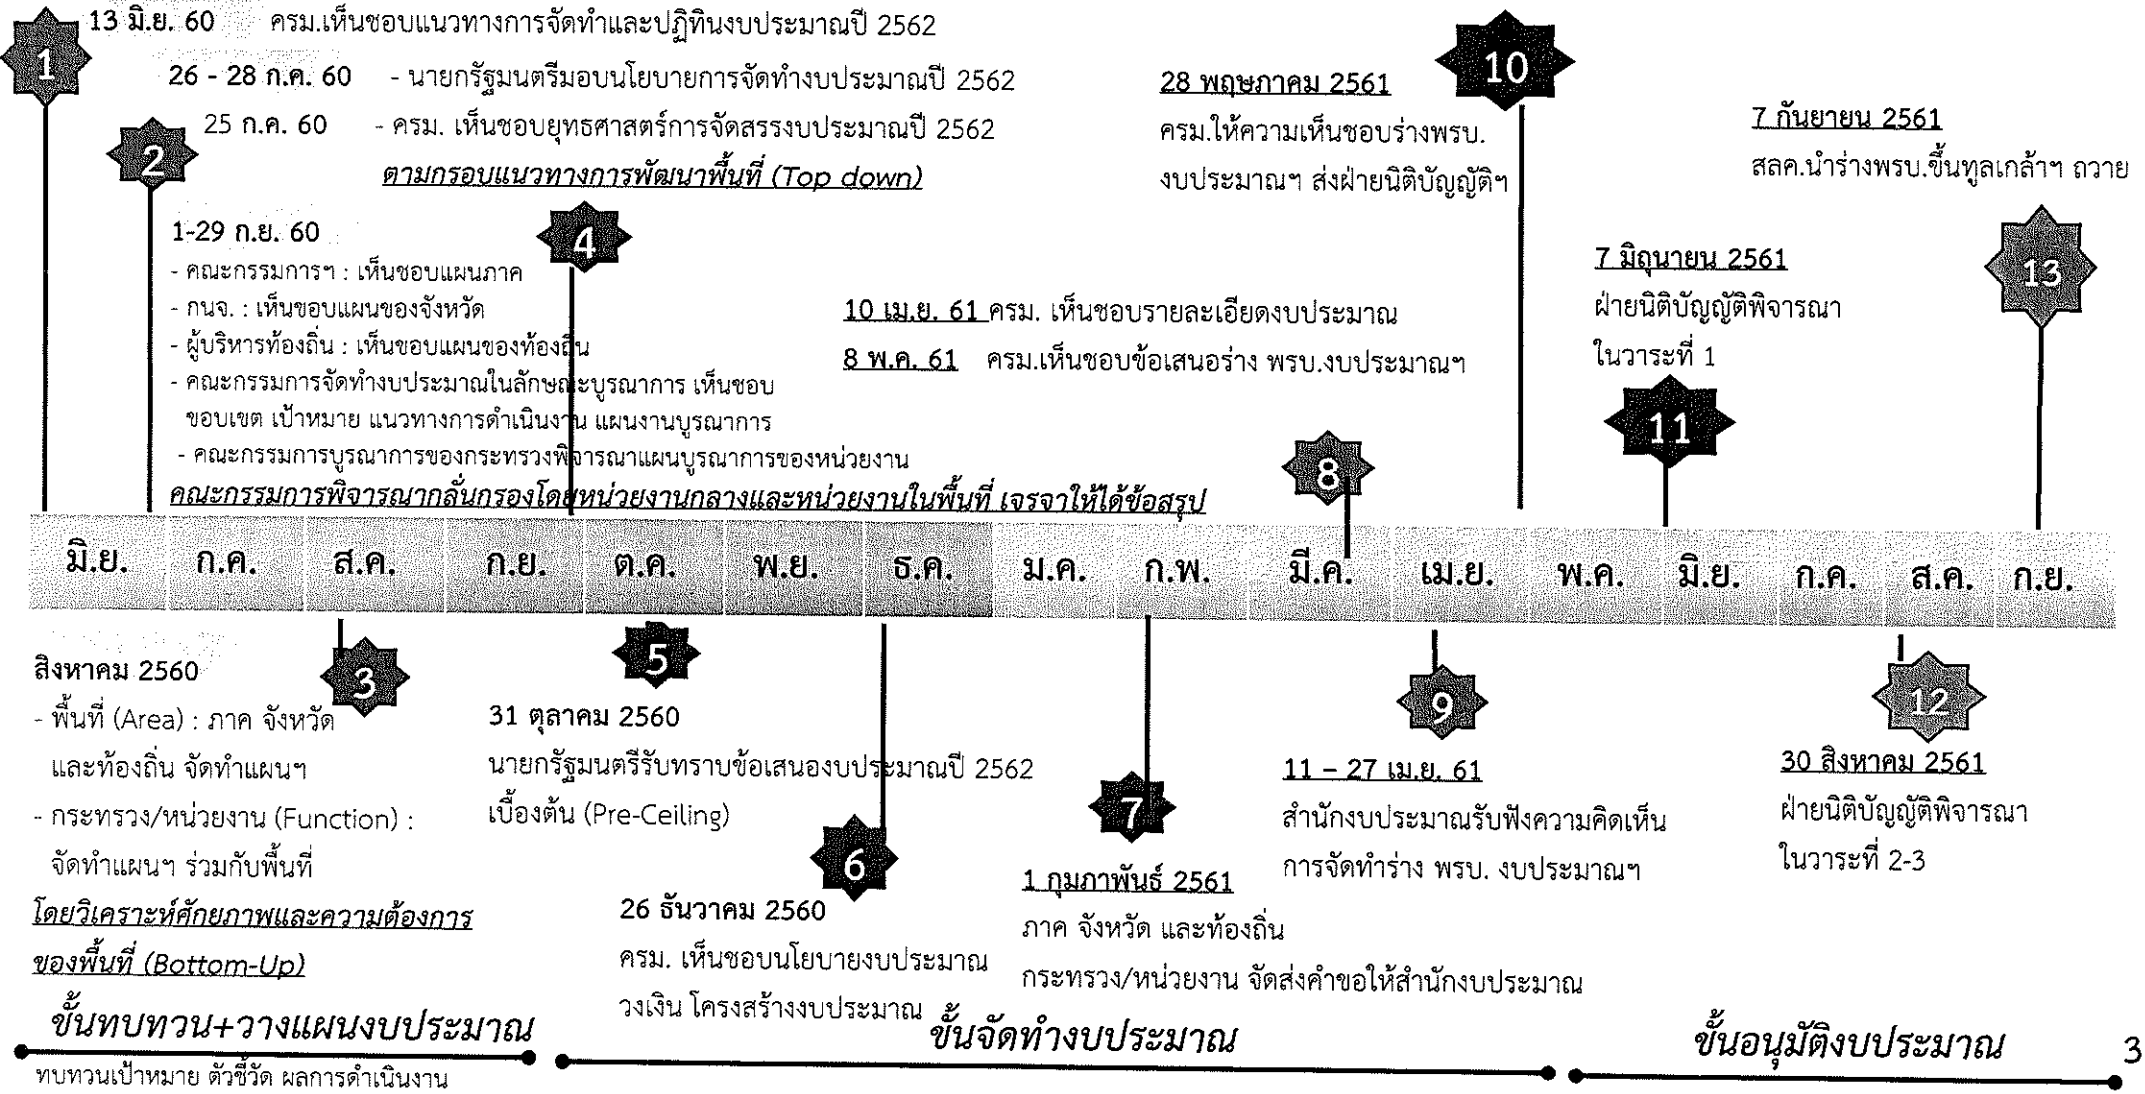 1
13 มิ.ย. 60 ครม.เห็นชอบแนวทางการจัดทำและปฏิทินงบประมาณปี 2562
26 - 28 ก.ค. 60 - นายกรัฐมนตรีมอบนโยบายการจัดทำงบประมาณปี 2562
2
25 ก.ค. 60 - ครม. เห็นชอบยุทธศาสตร์การจัดสรรงบประมาณปี 2562
ตามกรอบแนวทางการพัฒนาพื้นที่ (Top down)
4
1-29 ก.ย. 60
- คณะกรรมการฯ : เห็นชอบแผนภาค
- กนจ. : เห็นชอบแผนของจังหวัด
- ผู้บริหารท้องถิ่น : เห็นชอบแผนของท้องถิ่น
- คณะกรรมการจัดทำงบประมาณในลักษณะบูรณาการ เห็นชอบ
ขอบเขต เป้าหมาย แนวทางการดำเนินงาน แผนงานบูรณาการ
- คณะกรรมการบูรณาการของกระทรวงพิจารณาแผนบูรณาการของหน่วยงาน
คณะกรรมการพิจารณากลั่นกรองโดยหน่วยงานกลางและหน่วยงานในพื้นที่ เจรจาให้ได้ข้อสรุป
10 เม.ย. 61 ครม. เห็นชอบรายละเอียดงบประมาณ
8 พ.ค. 61 ครม.เห็นชอบข้อเสนอร่าง พรบ.งบประมาณฯ
8
10
28 พฤษภาคม 2561
ครม.ให้ความเห็นชอบร่างพรบ.
งบประมาณฯ ส่งฝ่ายนิติบัญญัติฯ
7 มิถุนายน 2561
ฝ่ายนิติบัญญัติพิจารณา
ในวาระที่ 1
11
7 กันยายน 2561
สลค.นำร่างพรบ.ขึ้นทูลเกล้าฯ ถวาย
13
มิ.ย. ก.ค. ส.ค. ก.ย. ต.ค. พ.ย. ธ.ค. ม.ค. ก.พ. มี.ค. เม.ย. พ.ค. มิ.ย. ก.ค. ส.ค. ก.ย.
3
สิงหาคม 2560
- พื้นที่ (Area) : ภาค จังหวัด
และท้องถิ่น จัดทำแผนฯ
- กระทรวง/หน่วยงาน (Function) :
จัดทำแผนฯ ร่วมกับพื้นที่
โดยวิเคราะห์ศักยภาพและความต้องการ
ของพื้นที่ (Bottom-Up)
5
31 ตุลาคม 2560
นายกรัฐมนตรีรับทราบข้อเสนองบประมาณปี 2562
เบื้องต้น (Pre-Ceiling)
6
26 ธันวาคม 2560
ครม. เห็นชอบนโยบายงบประมาณ
วงเงิน โครงสร้างงบประมาณ
7
1 กุมภาพันธ์ 2561
ภาค จังหวัด และท้องถิ่น
กระทรวง/หน่วยงาน จัดส่งคำขอให้สำนักงบประมาณ
9
11 – 27 เม.ย. 61
สำนักงบประมาณรับฟังความคิดเห็น
การจัดทำร่าง พรบ. งบประมาณฯ
12
30 สิงหาคม 2561
ฝ่ายนิติบัญญัติพิจารณา
ในวาระที่ 2-3
ขั้นทบทวน+วางแผนงบประมาณ
ทบทวนเป้าหมาย ตัวชี้วัด ผลการดำเนินงาน
ขั้นจัดทำงบประมาณ
ขั้นอนุมัติงบประมาณ
3